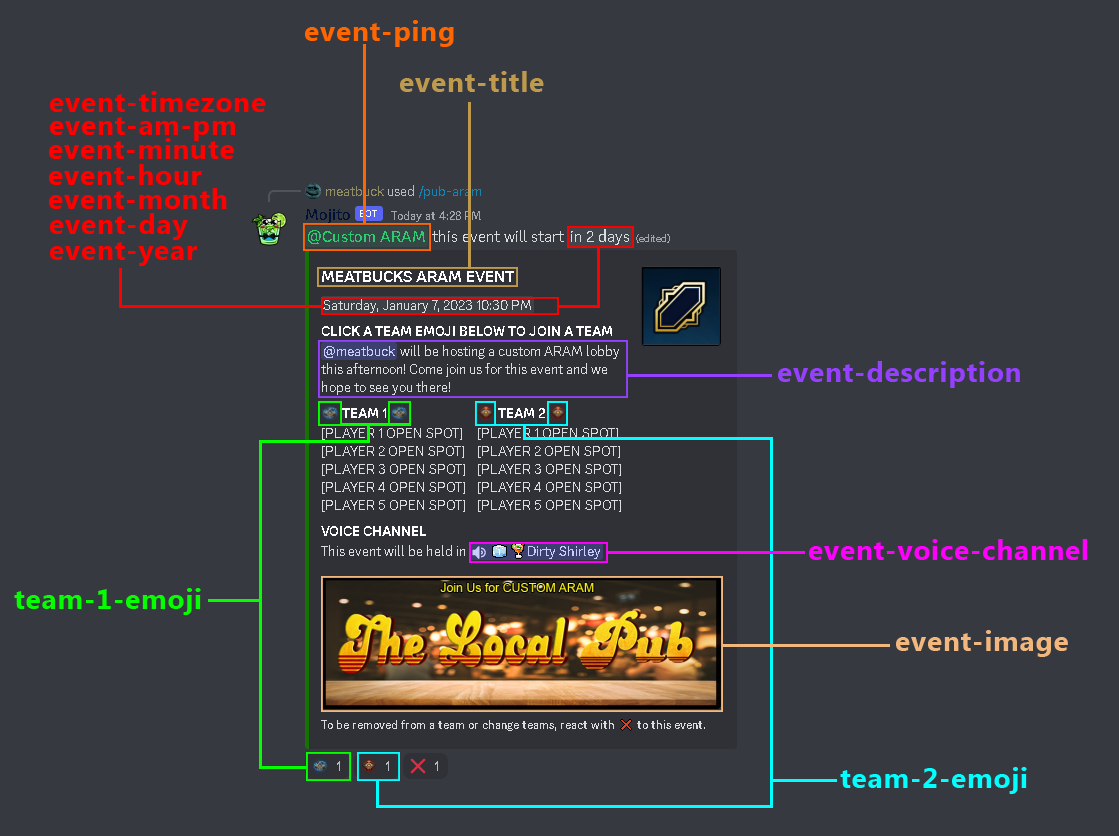 event-ping
event-title
event-timezone
event-am-pm
event-minute
event-hour
event-month
event-day
event-year
meatbuck used /pub-aram
Mojito BOT Today at 4:28 PM
@Custom ARAM this event will start in 2 days (edited)
MEATBUCKS ARAM EVENT
Saturday, January 7, 2023 10:30 PM
CLICK A TEAM EMOJI BELOW TO JOIN A TEAM
@meatbuck will be hosting a custom ARAM lobby
this afternoon! Come join us for this event and we
hope to see you there!
event-description
TEAM 1 TEAM 2
[PLAYER 1 OPEN SPOT] [PLAYER 1 OPEN SPOT]
[PLAYER 2 OPEN SPOT] [PLAYER 2 OPEN SPOT]
[PLAYER 3 OPEN SPOT] [PLAYER 3 OPEN SPOT]
[PLAYER 4 OPEN SPOT] [PLAYER 4 OPEN SPOT]
[PLAYER 5 OPEN SPOT] [PLAYER 5 OPEN SPOT]
VOICE CHANNEL
This event will be held in Dirty Shirley
event-voice-channel
team-1-emoji
Join Us for CUSTOM ARAM
The Local Pub
event-image
To be removed from a team or change teams, react with ❌ to this event.
1 1 ❌ 1
team-2-emoji